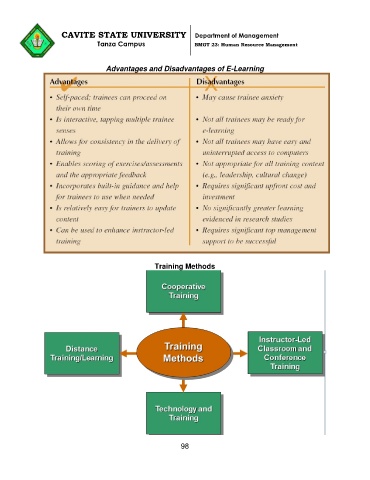 CAVITE STATE UNIVERSITY
Tanza Campus
Department of Management
BMGT 22: Human Resource Management
Advantages and Disadvantages of E-Learning
Advantages
• Self-paced; trainees can proceed on
their own time
• Is interactive, tapping multiple trainee
senses
• Allows for consistency in the delivery of
training
• Enables scoring of exercises/assessments
and the appropriate feedback
• Incorporates built-in guidance and help
for trainees to use when needed
• Is relatively easy for trainers to update
content
• Can be used to enhance instructor-led
training
Disadvantages
• May cause trainee anxiety
• Not all trainees may be ready for
e-learning
• Not all trainees may have easy and
uninterrupted access to computers
• Not appropriate for all training content
(e.g., leadership, cultural change)
• Requires significant upfront cost and
investment
• No significantly greater learning
evidenced in research studies
• Requires significant top management
support to be successful
Training Methods
Cooperative
Training
Distance
Training/Learning
Training
Methods
Instructor-Led
Classroom and
Conference
Training
Technology and
Training
98